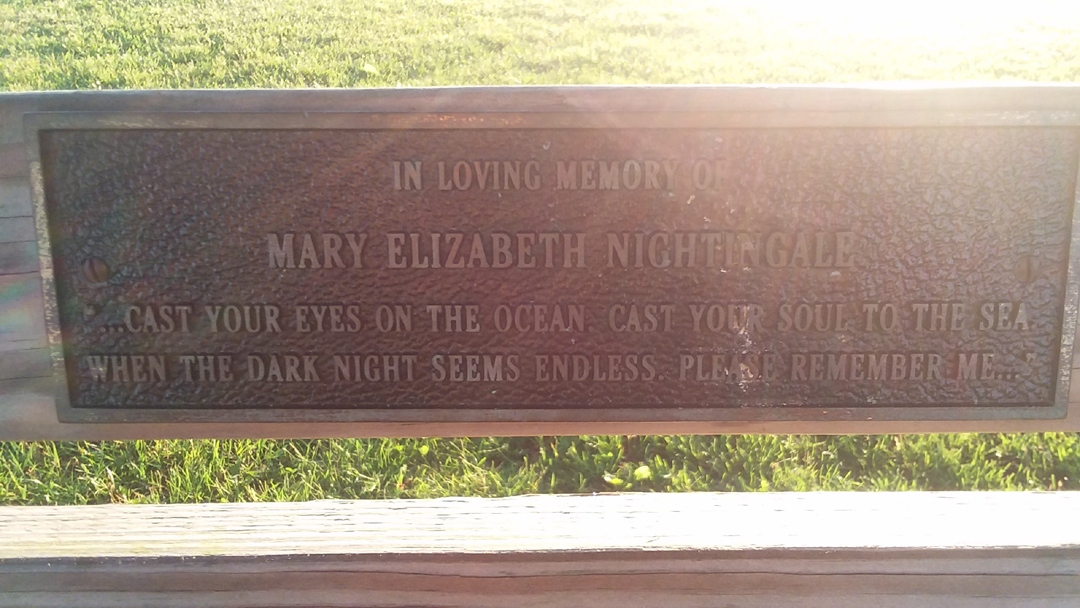 IN LOVING MEMORY OF
MARY ELIZABETH NIGHTINGALE
"...CAST YOUR EYES ON THE OCEAN. CAST YOUR SOUL TO THE SEA
WHEN THE DARK NIGHT SEEMS ENDLESS. PLEASE REMEMBER ME..."